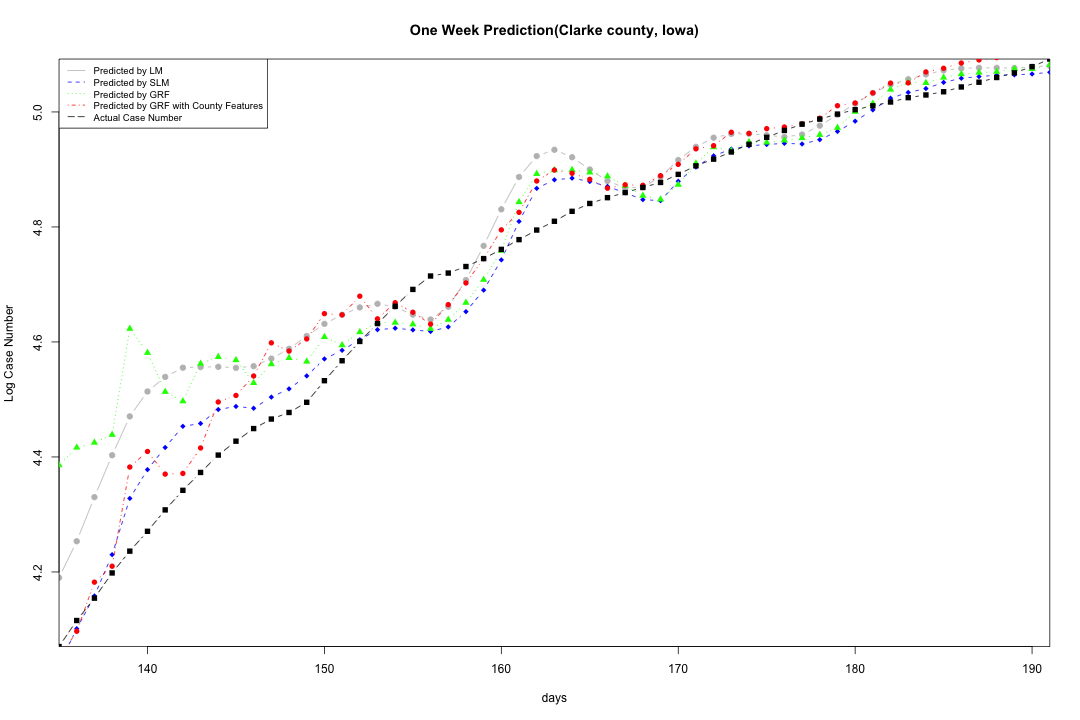 One Week Prediction(Clarke county, Iowa)
Predicted by LM
Predicted by SLM
Predicted by GRF
Predicted by GRF with County Features
Actual Case Number
Log Case Number
5.0
4.8
4.6
4.4
4.2
140 150 160 170 180 190
days